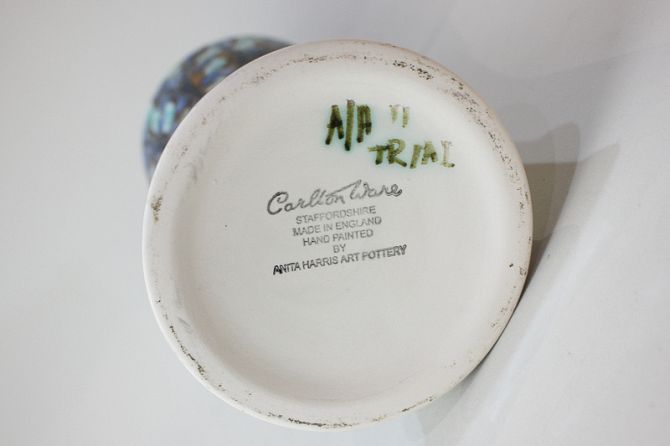 A/A 11
TRIAL
Carlton Ware
STAFFORDSHIRE
MADE IN ENGLAND
HAND PAINTED
BY
ANITA HARRIS ART POTTERY